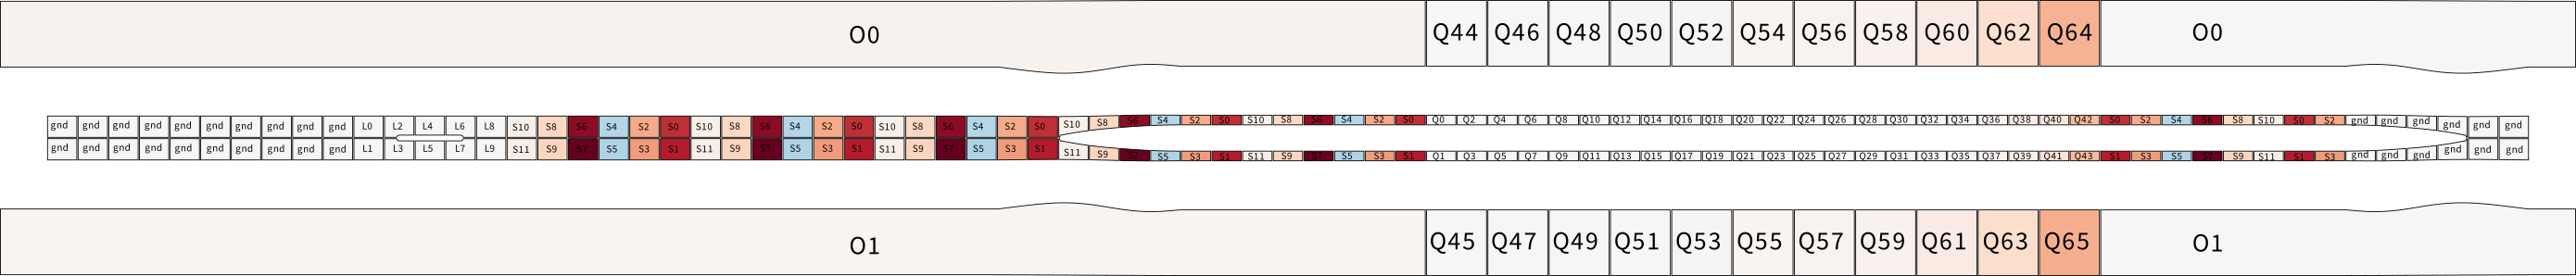 O0 Q44 Q46 Q48 Q50 Q52 Q54 Q56 Q58 Q60 Q62 Q64 O0
gnd gnd gnd gnd gnd gnd gnd gnd gnd gnd L0 L2 L4 L6 L8 S10 S8 S6 S4 S2 S0 S10 S8 S6 S4 S2 S0 S10 S8 S6 S4 S2 S0 S10 S8 S6 S4 S2 S0 S10 S8 S6 S4 S2 S0 Q0 Q2 Q4 Q6 Q8 Q10 Q12 Q14 Q16 Q18 Q20 Q22 Q24 Q26 Q28 Q30 Q32 Q34 Q36 Q38 Q40 Q42 S0 S2 S4 S6 S8 S10 S0 S2 gnd gnd gnd gnd gnd gnd
gnd gnd gnd gnd gnd gnd gnd gnd gnd gnd L1 L3 L5 L7 L9 S11 S9 S7 S5 S3 S1 S11 S9 S7 S5 S3 S1 S11 S9 S7 S5 S3 S1 S11 S9 S7 S5 S3 S1 S11 S9 S7 S5 S3 S1 Q1 Q3 Q5 Q7 Q9 Q11 Q13 Q15 Q17 Q19 Q21 Q23 Q25 Q27 Q29 Q31 Q33 Q35 Q37 Q39 Q41 Q43 S1 S3 S5 S7 S9 S11 S1 S3 gnd gnd gnd gnd gnd gnd
O1 Q45 Q47 Q49 Q51 Q53 Q55 Q57 Q59 Q61 Q63 Q65 O1